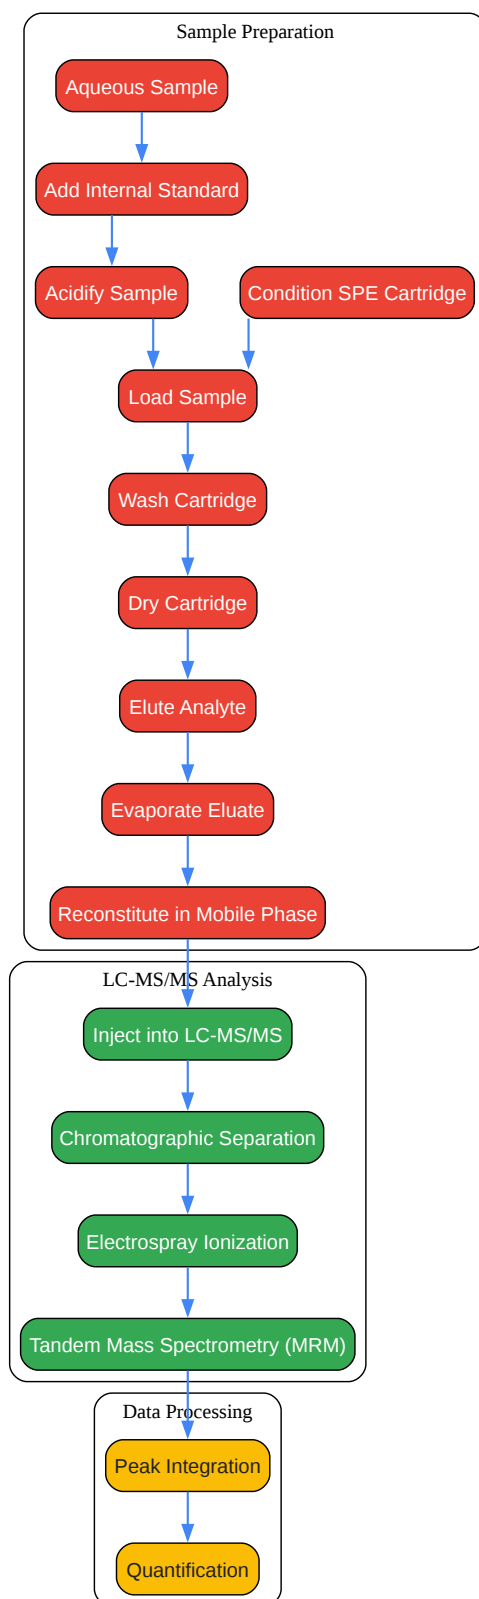 Sample Preparation
Aqueous Sample
Add Internal Standard
Acidify Sample
Condition SPE Cartridge
Load Sample
Wash Cartridge
Dry Cartridge
Elute Analyte
Evaporate Eluate
Reconstitute in Mobile Phase
LC-MS/MS Analysis
Inject into LC-MS/MS
Chromatographic Separation
Electrospray Ionization
Tandem Mass Spectrometry (MRM)
Data Processing
Peak Integration
Quantification